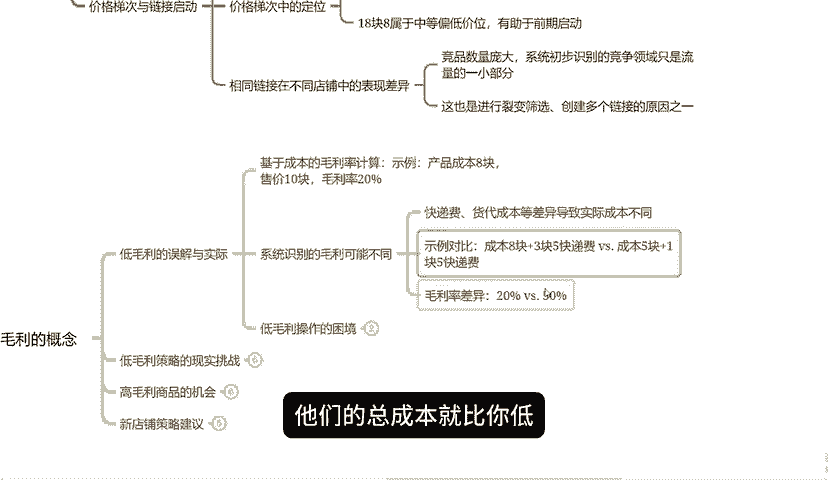 价格梯次与链接启动
价格梯次中的定位
18块8属于中等偏低价位，有助于前期启动
相同链接在不同店铺中的表现差异
竞品数量庞大，系统初步识别的竞争领域只是流
量的一小部分
这也是进行裂变筛选、创建多个链接的原因之一
毛利的概念
低毛利的误解与实际
基于成本的毛利率计算：示例：产品成本8块，
售价10块，毛利率20%
系统识别的毛利可能不同
快递费、货代成本等差异导致实际成本不同
示例对比：成本8块+3块5快递费 vs. 成本5块+1
块5快递费
毛利率差异：20% vs. 50%
低毛利操作的困境
低毛利策略的现实挑战
高毛利商品的机会
新店铺策略建议
他们的总成本就比你低